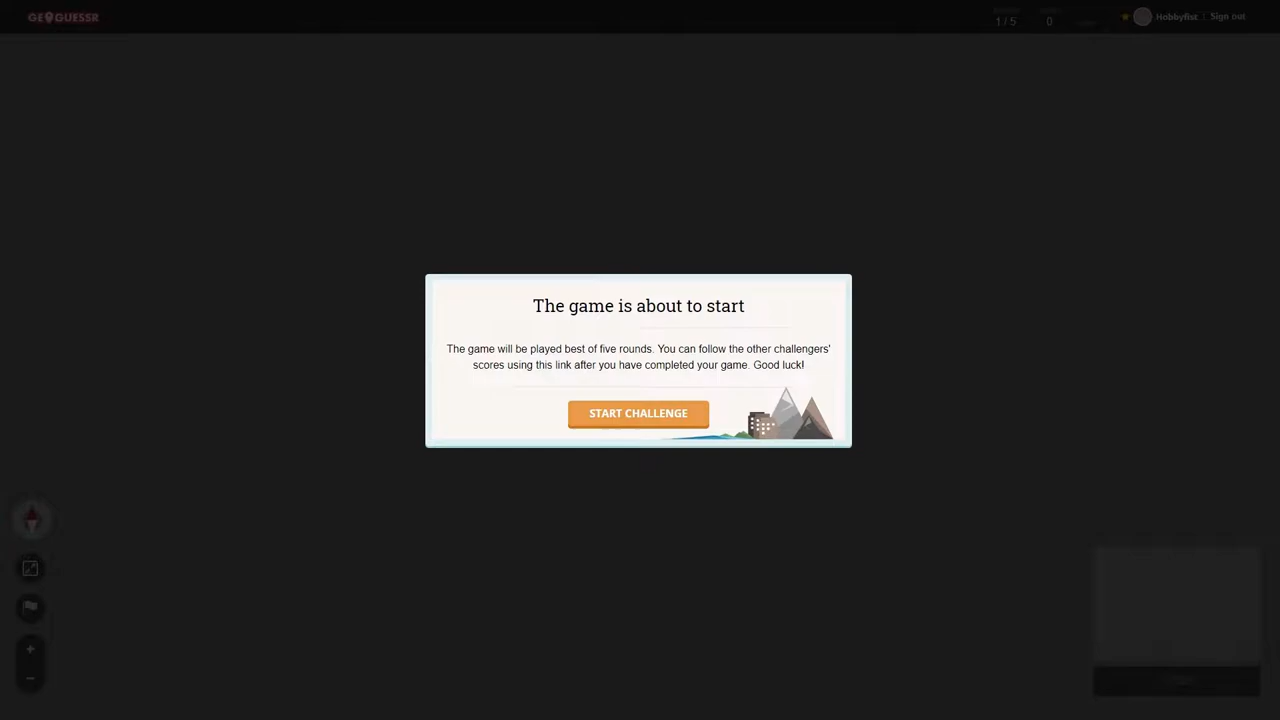 GEOGUESSR
1 / 5
0
Hobbyfist | Sign out
The game is about to start
The game will be played best of five rounds. You can follow the other challengers'
scores using this link after you have completed your game. Good luck!
START CHALLENGE